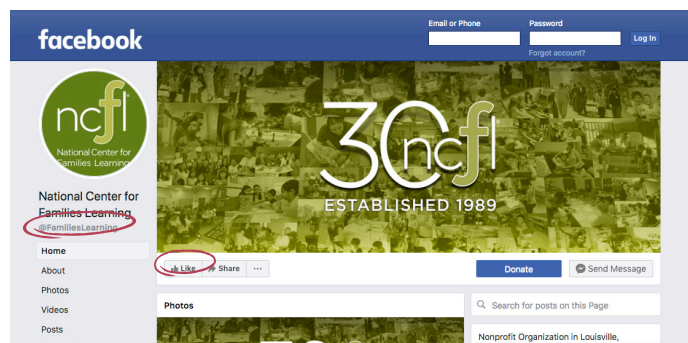 facebook
Email or Phone
Password
Log In
Forgot account?
ncfl
National Center for
Families Learning
30 ncfl
ESTABLISHED 1989
National Center for
Families Learning
@FamiliesLearning
Home
About
Photos
Videos
Posts
Like Share ...
Donate
Send Message
Photos
Search for posts on this Page
Nonprofit Organization in Louisville,